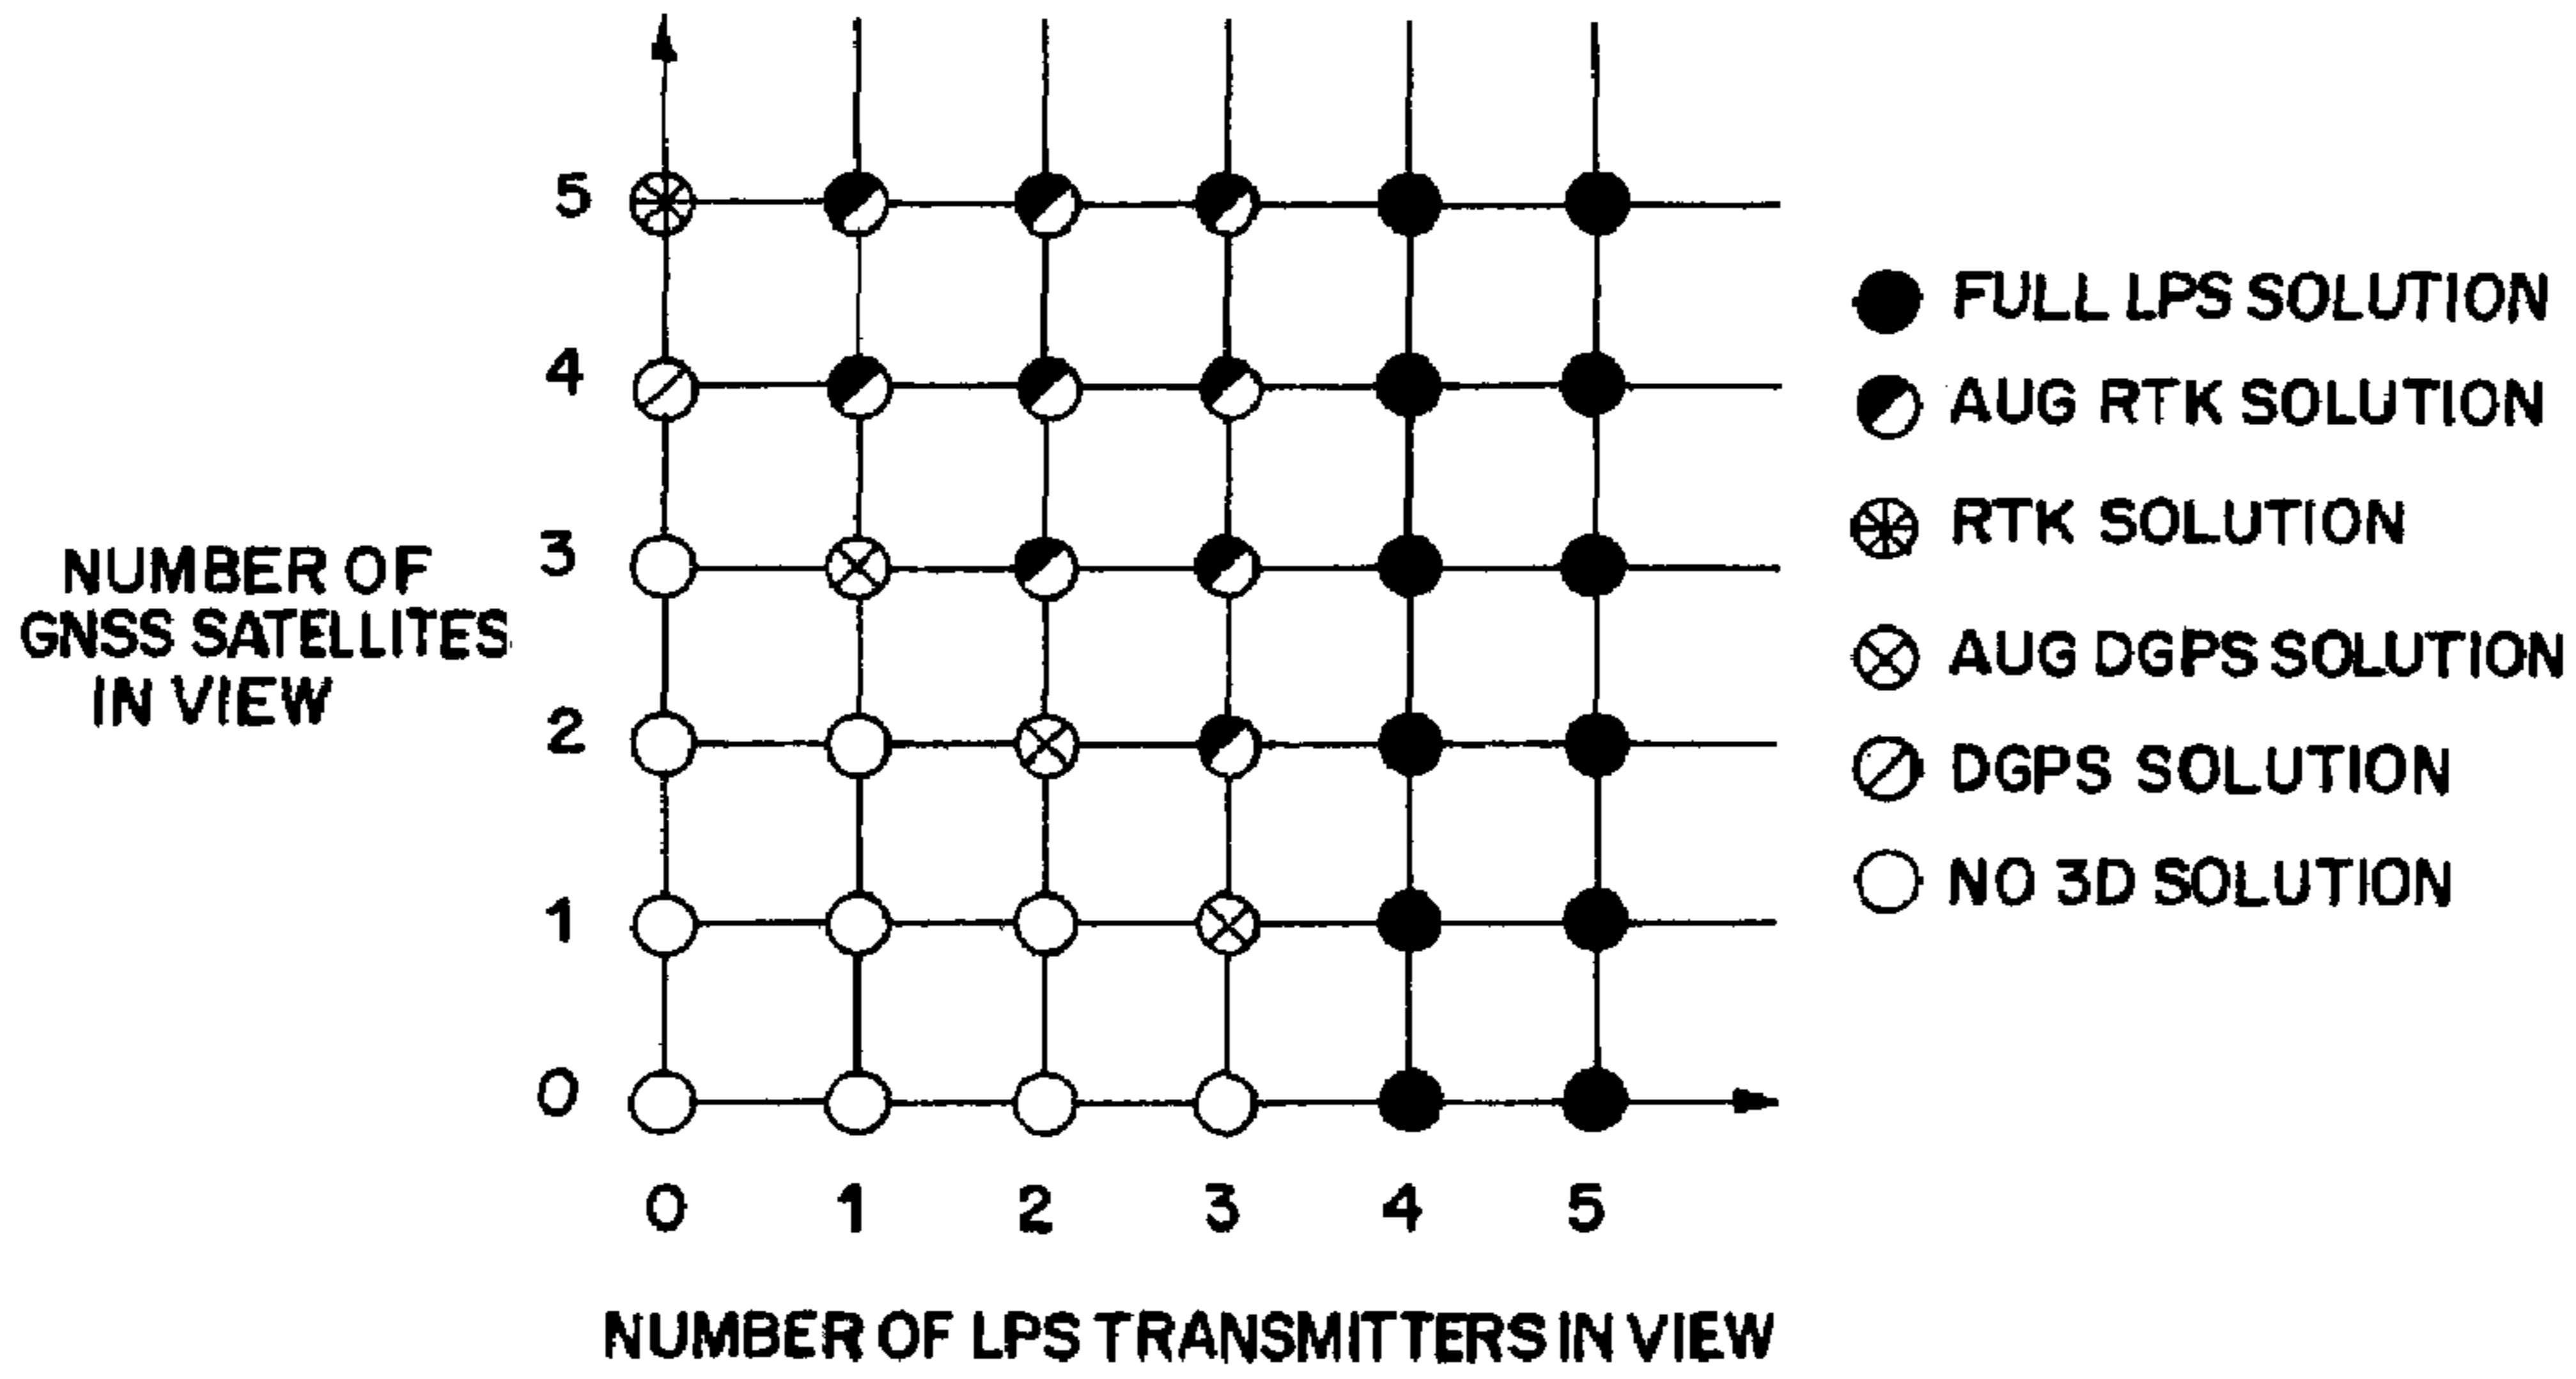 5
4
3
2
1
0
NUMBER OF
GNSS SATELLITES
IN VIEW
0 1 2 3 4 5
NUMBER OF LPS TRANSMITTERS IN VIEW
FULL LPS SOLUTION
AUG RTK SOLUTION
RTK SOLUTION
AUG DGPS SOLUTION
DGPS SOLUTION
NO 3D SOLUTION